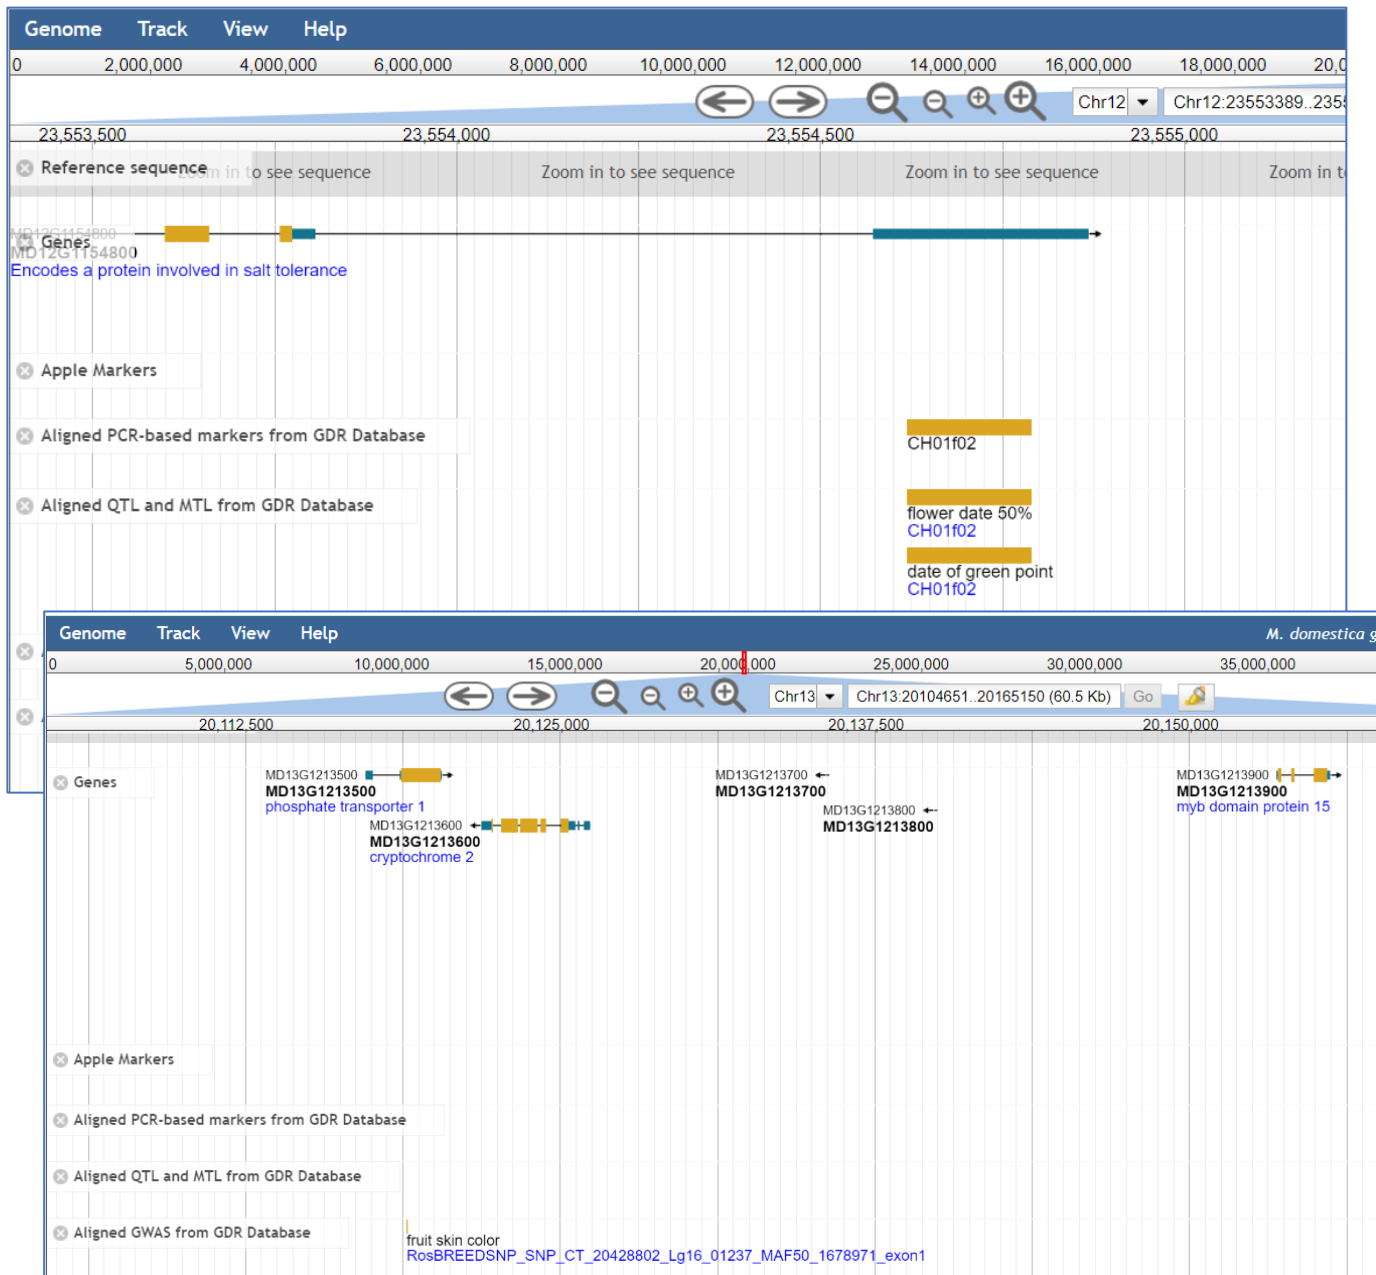 Genome Track View Help
0 2,000,000 4,000,000 6,000,000 8,000,000 10,000,000 12,000,000 14,000,000 16,000,000 18,000,000 20,0
Chr12 Chr12:23553389..235
23,553,500 23,554,000 23,554,500 23,555,000
Reference sequence Zoom in to see sequence Zoom in to see sequence Zoom in to see sequence Zoom in t
MD12G1154800
Genes
MD12G1154800
Encodes a protein involved in salt tolerance
Apple Markers
Aligned PCR-based markers from GDR Database
CH01f02
Aligned QTL and MTL from GDR Database
flower date 50%
CH01f02
date of green point
CH01f02
Genome Track View Help M. domestica g
0 5,000,000 10,000,000 15,000,000 20,000,000 25,000,000 30,000,000 35,000,000
Chr13 Chr13:20104651..20165150 (60.5 Kb) Go
20,112,500 20,125,000 20,137,500 20,150,000
Genes
MD13G1213500 MD13G1213700 MD13G1213900
MD13G1213500 MD13G1213700 MD13G1213900
phosphate transporter 1 myb domain protein 15
MD13G1213600 MD13G1213800
MD13G1213600 MD13G1213800
cryptochrome 2
Apple Markers
Aligned PCR-based markers from GDR Database
Aligned QTL and MTL from GDR Database
Aligned GWAS from GDR Database
fruit skin color
RosBREEDSNP_SNP_CT_20428802_Lg16_01237_MAF50_1678971_exon1